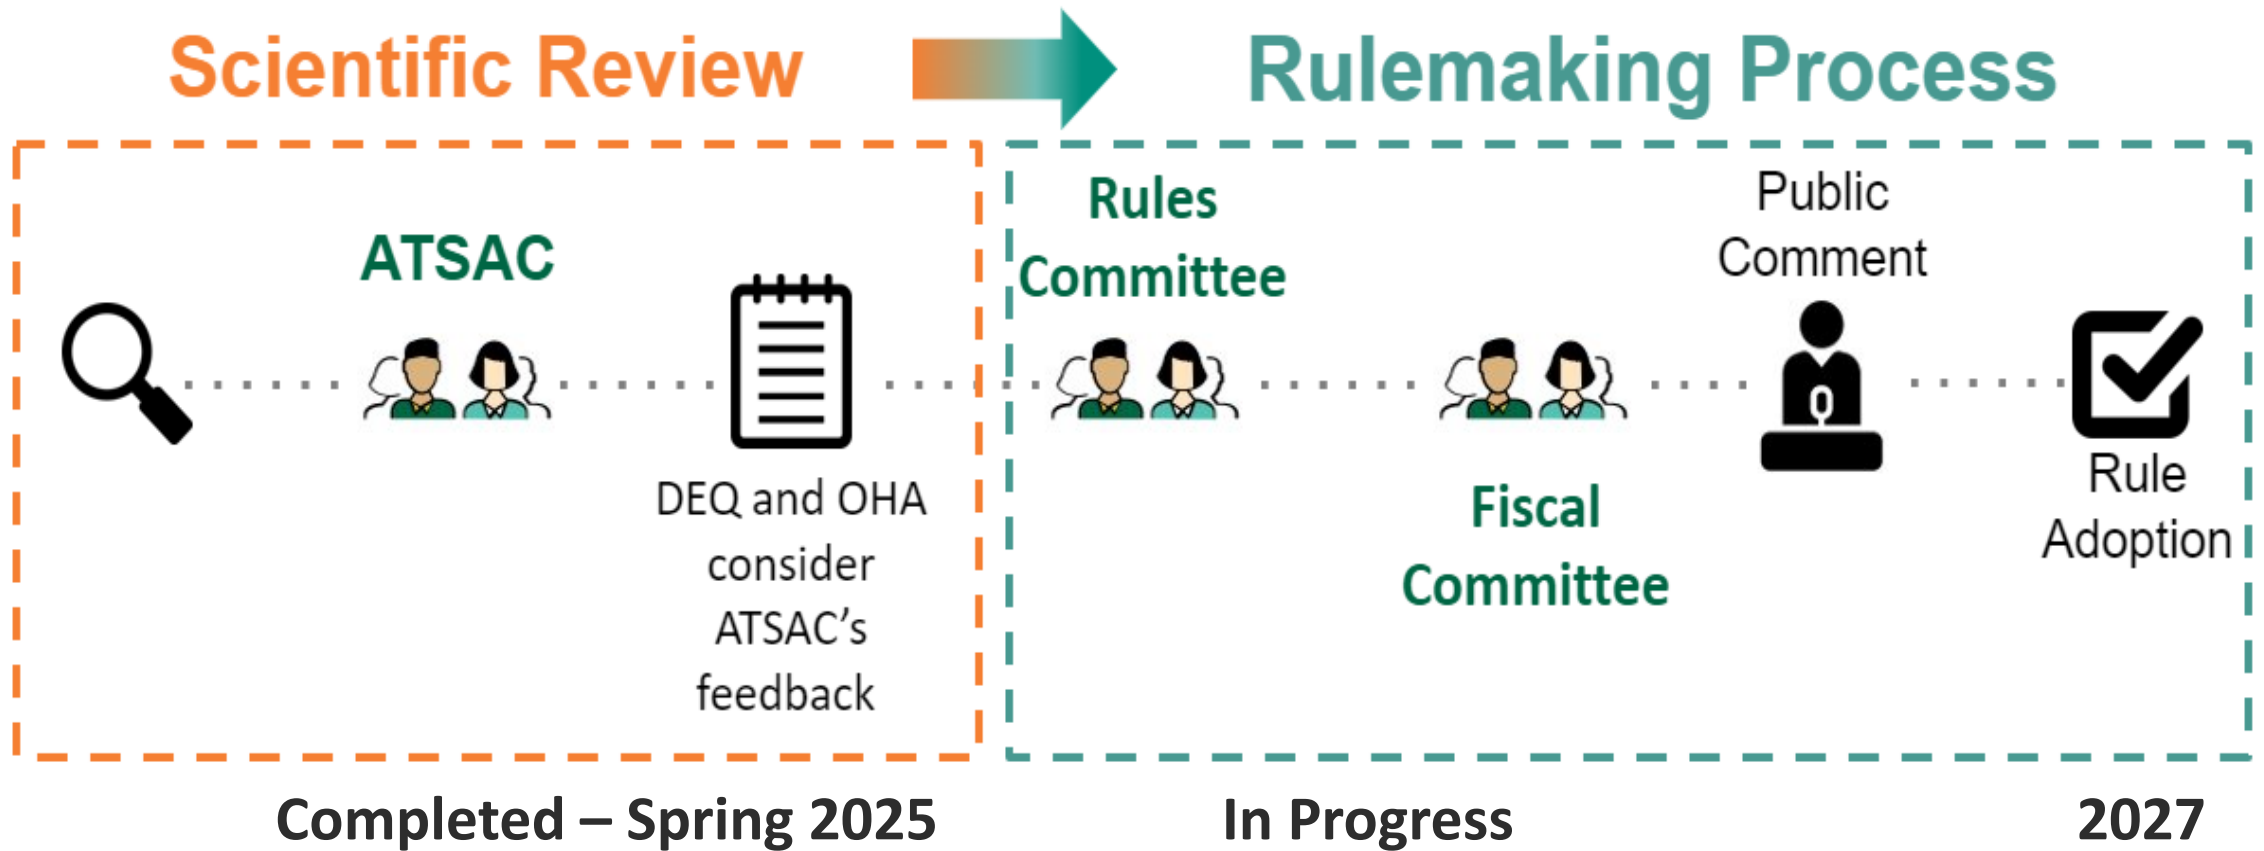 Scientific Review
Rulemaking Process
ATSAC
DEQ and OHA
consider
ATSAC’s
feedback
Rules
Committee
Fiscal
Committee
Public
Comment
Rule
Adoption
Completed – Spring 2025
In Progress
2027